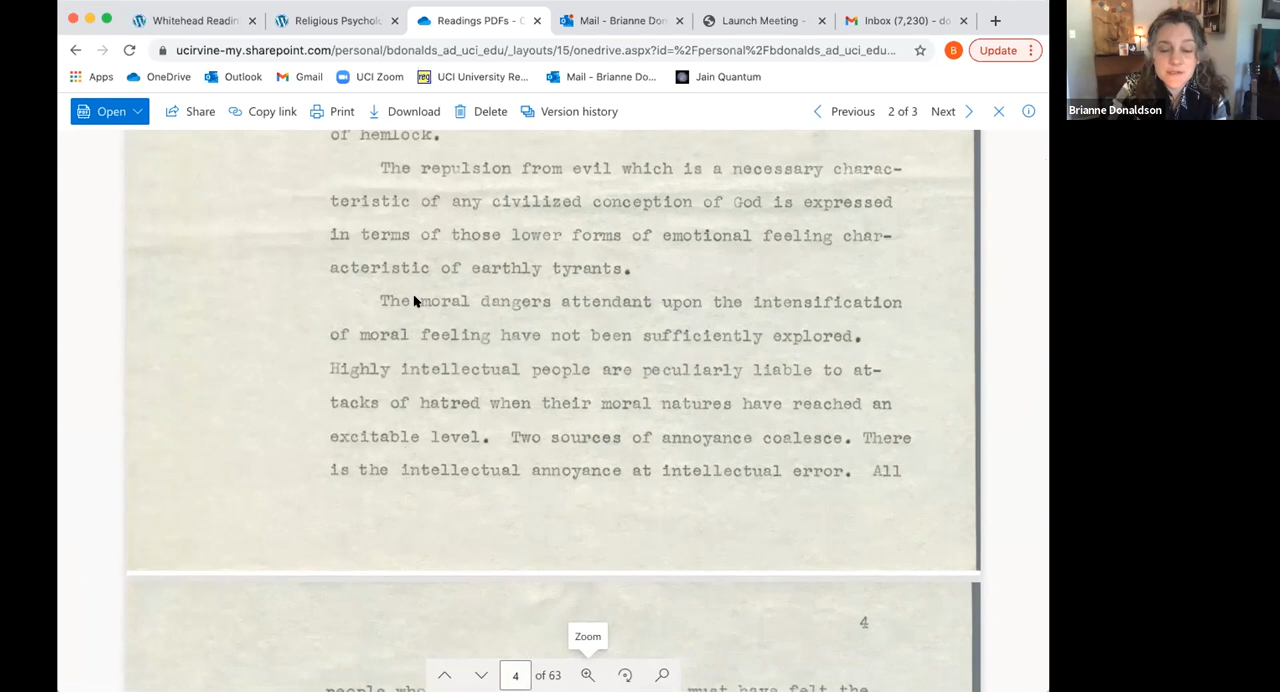 Whitehead Readin
Religious Psycholo
Readings PDFs - O
Mail - Brianne Don
Launch Meeting -
Inbox (7,230) - do
ucirvine-my.sharepoint.com/personal/bdonalds_ad_uci_edu/_layouts/15/onedrive.aspx?id=%2Fpersonal%2Fbdonalds_ad_uci_edu...
B
Update
Apps
OneDrive
Outlook
Gmail
UCI Zoom
UCI University Re...
Mail - Brianne Do...
Jain Quantum
Open
Share
Copy link
Print
Download
Delete
Version history
Previous
2 of 3
Next
Brianne Donaldson
of hemlock.
The repulsion from evil which is a necessary charac-
teristic of any civilized conception of God is expressed
in terms of those lower forms of emotional feeling char-
acteristic of earthly tyrants.
The moral dangers attendant upon the intensification
of moral feeling have not been sufficiently explored.
Highly intellectual people are peculiarly liable to at-
tacks of hatred when their moral natures have reached an
excitable level. Two sources of annoyance coalesce. There
is the intellectual annoyance at intellectual error. All
4
Zoom
4 of 63
people who
must have felt the